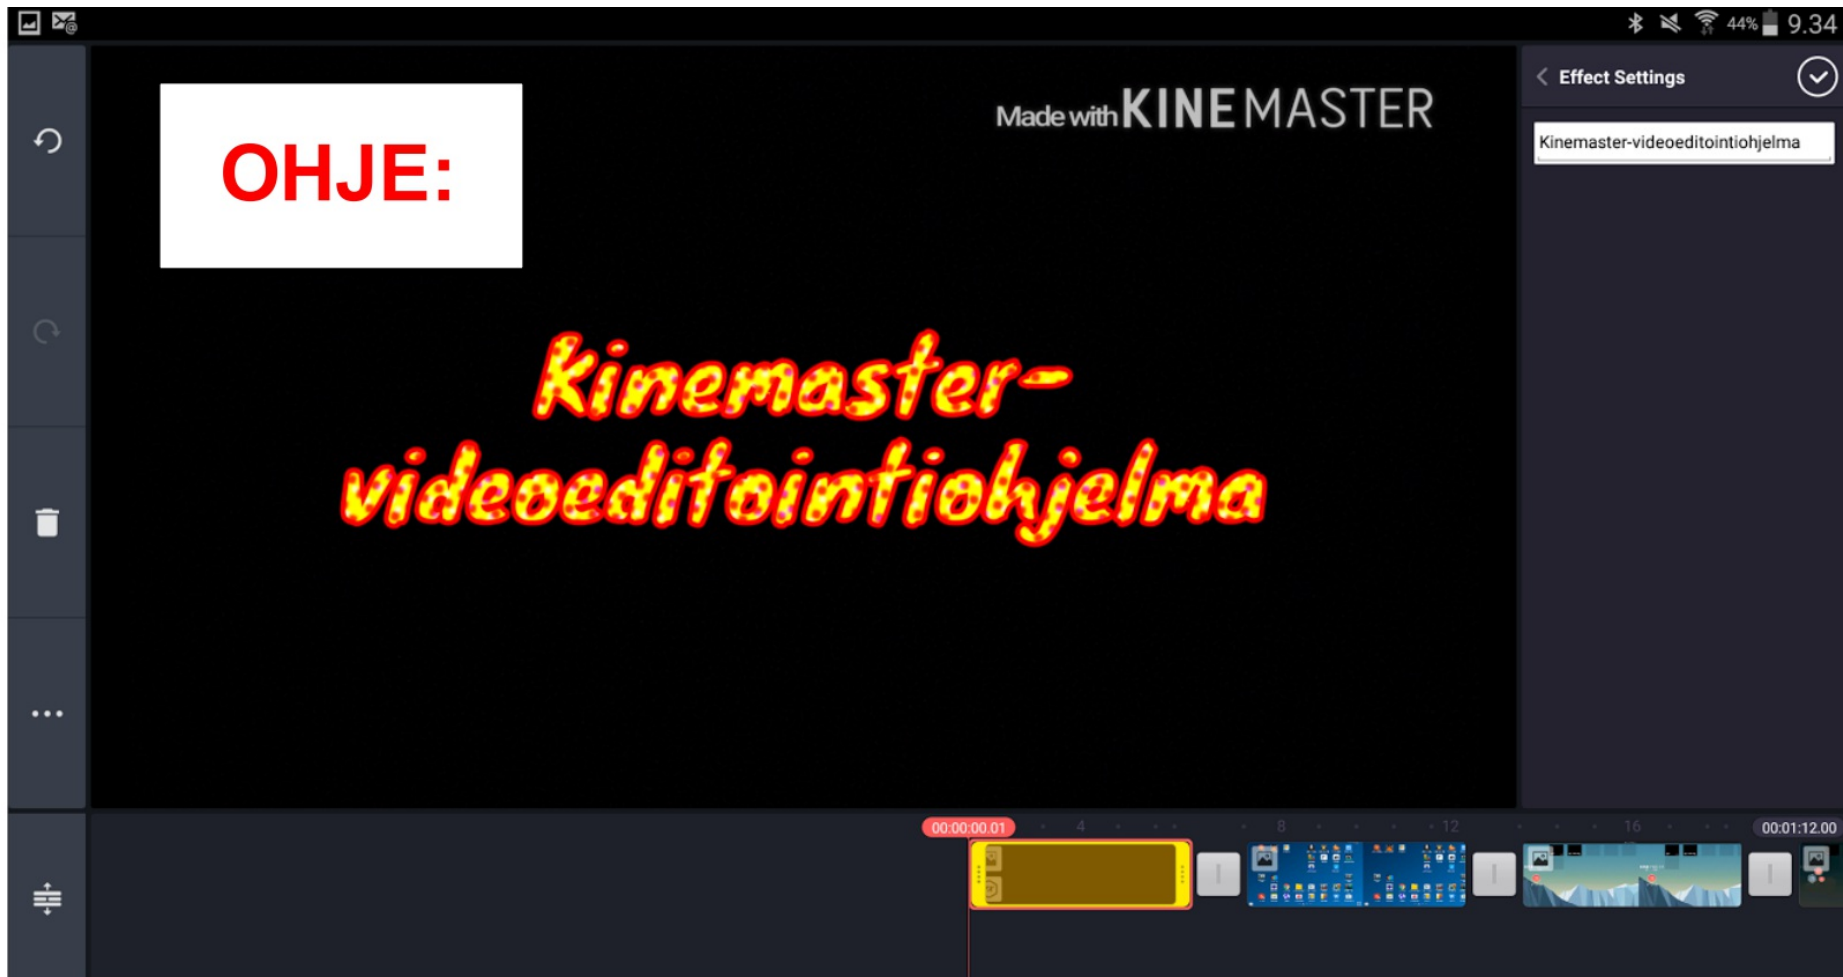 44% 9.34
Effect Settings
Kinemaster-videoeditointiohjelma
OHJE:
Made with KINEMASTER
Kinemaster-
videoeditointiohjelma
00:00:00.01 4 8 12 16 00:01:12.00